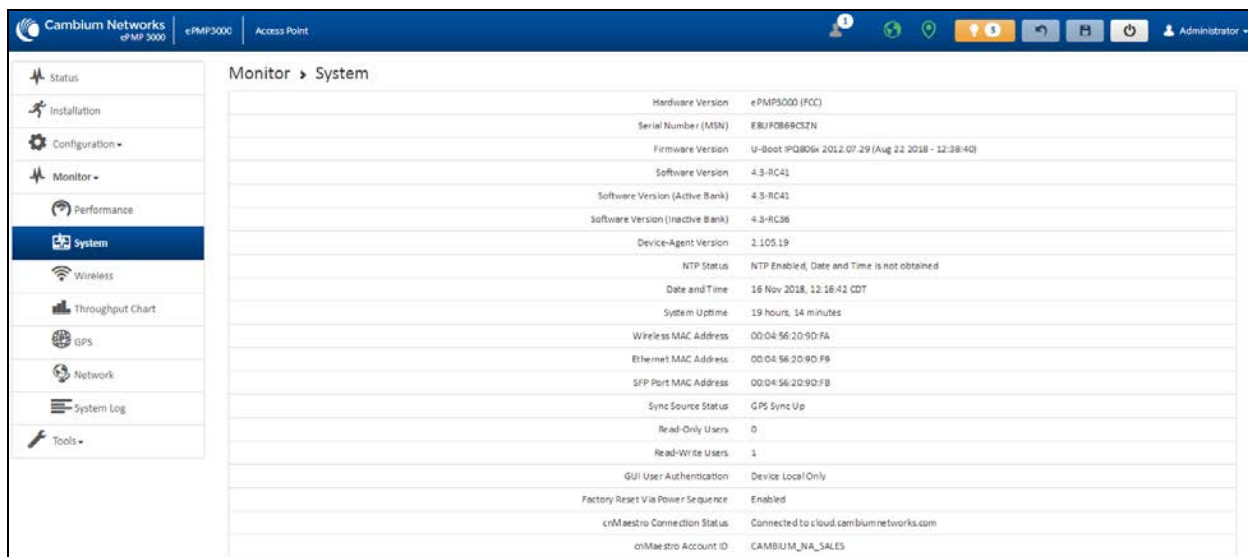 Cambium Networks
ePMP 3000
ePMP3000
Access Point
1
3
Administrator
Status
Installation
Configuration
Monitor
Performance
System
Wireless
Throughput Chart
GPS
Network
System Log
Tools
Monitor > System
Hardware Version ePMP3000 (FCC)
Serial Number (MSN) E8UF0B69CSZN
Firmware Version U-Boot IPQ806x 2012.07.29 (Aug 22 2018 - 12:38:40)
Software Version 4.3-RC41
Software Version (Active Bank) 4.3-RC41
Software Version (Inactive Bank) 4.3-RC36
Device-Agent Version 2.105.19
NTP Status NTP Enabled, Date and Time is not obtained
Date and Time 16 Nov 2018, 12:16:42 CDT
System Uptime 19 hours, 14 minutes
Wireless MAC Address 00:04:56:20:9D:FA
Ethernet MAC Address 00:04:56:20:9D:F9
SFP Port MAC Address 00:04:56:20:9D:FB
Sync Source Status GPS Sync Up
Read-Only Users 0
Read-Write Users 1
GUI User Authentication Device Local Only
Factory Reset Via Power Sequence Enabled
cnMaestro Connection Status Connected to cloud.cambiumnetworks.com
cnMaestro Account ID CAMBIUM_NA_SALES